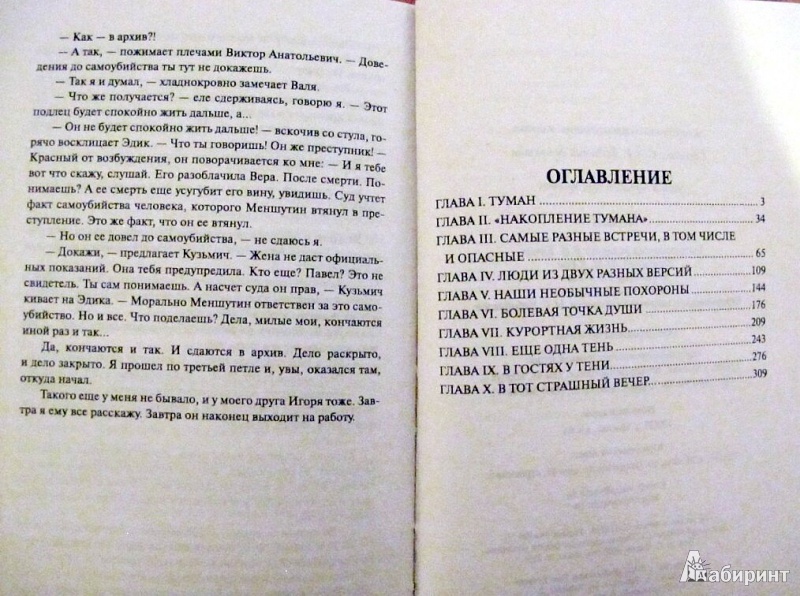 — Как — в архив?!
— А так, — пожимает плечами Виктор Анатольевич. — Дове-
дения до самоубийства ты тут не докажешь.
— Так я и думал, — хладнокровно замечает Валя.
— Что же получается? — еле сдерживаясь, говорю я. — Этот
подлец будет спокойно жить дальше, а...
— Он не будет спокойно жить дальше! — вскочив со стула, го-
рячо восклицает Эдик. — Что ты говоришь! Он же преступник! —
Красный от возбуждения, он поворачивается ко мне: — И я тебе
вот что скажу, слушай. Его разоблачила Вера. После смерти. По-
нимаешь? А ее смерть еще усугубит его вину, увидишь. Суд учтет
факт самоубийства человека, которого Меншутин втянул в пре-
ступление. Это же факт, что он ее втянул.
— Но он ее довел до самоубийства, — не сдаюсь я.
— Докажи, — предлагает Кузьмич. — Жена не даст официаль-
ных показаний. Она тебя предупредила. Кто еще? Павел? Это не
свидетель. Ты сам понимаешь. А насчет суда он прав, — Кузьмич
кивает на Эдика. — Морально Меншутин ответствен за это само-
убийство. Но и все. Что поделаешь? Дела, милые мои, кончаются
иной раз и так...
Да, кончаются и так. И сдаются в архив. Дело раскрыто,
и дело закрыто. Я прошел по третьей петле и, увы, оказался там,
откуда начал.
Такого еще у меня не бывало, и у моего друга Игоря тоже. Зав-
тра я ему все расскажу. Завтра он наконец выходит на работу.
ОГЛАВЛЕНИЕ
ГЛАВА I. ТУМАН 3
ГЛАВА II. «НАКОПЛЕНИЕ ТУМАНА» 34
ГЛАВА III. САМЫЕ РАЗНЫЕ ВСТРЕЧИ, В ТОМ ЧИСЛЕ
И ОПАСНЫЕ 65
ГЛАВА IV. ЛЮДИ ИЗ ДВУХ РАЗНЫХ ВЕРСИЙ 109
ГЛАВА V. НАШИ НЕОБЫЧНЫЕ ПОХОРОНЫ 144
ГЛАВА VI. БОЛЕВАЯ ТОЧКА ДУШИ 176
ГЛАВА VII. КУРОРТНАЯ ЖИЗНЬ 209
ГЛАВА VIII. ЕЩЕ ОДНА ТЕНЬ 243
ГЛАВА IX. В ГОСТЯХ У ТЕНИ 276
ГЛАВА X. В ТОТ СТРАШНЫЙ ВЕЧЕР 309
Лабиринт